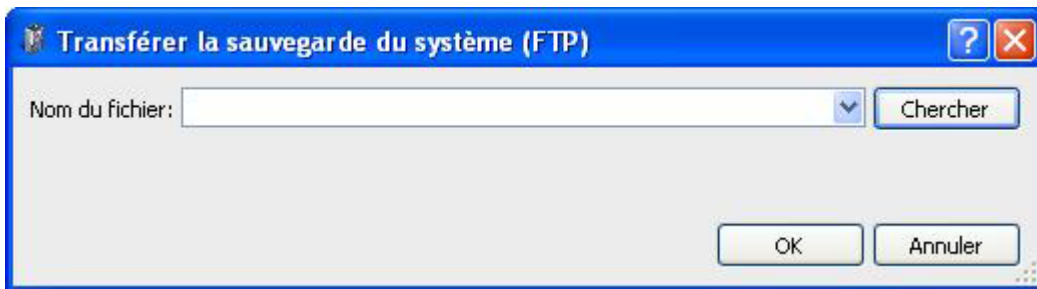 Transférer la sauvegarde du système (FTP)
Nom du fichier: Chercher
OK Annuler